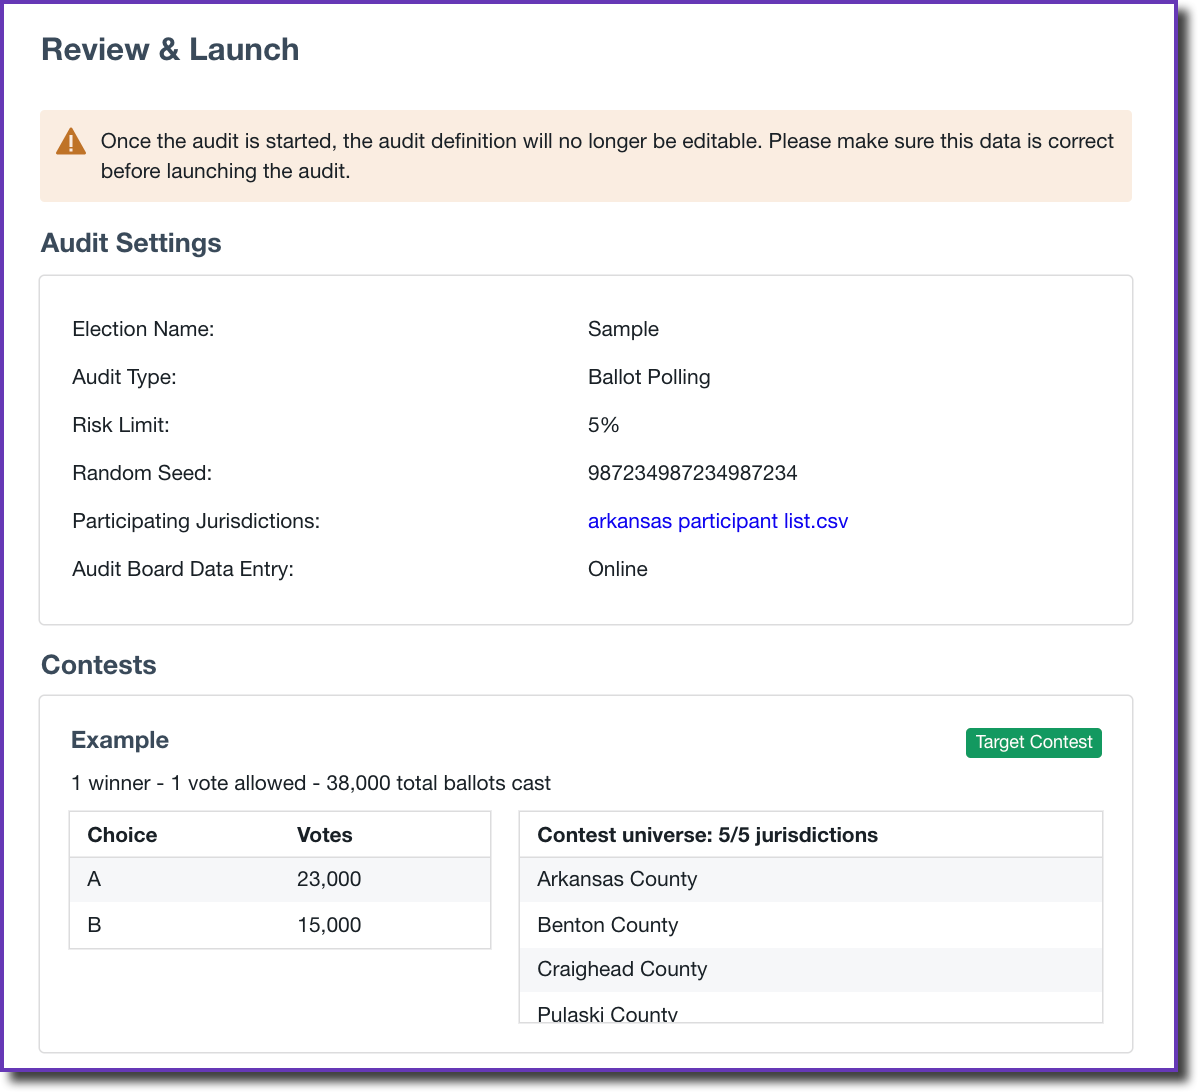 Review & Launch
Once the audit is started, the audit definition will no longer be editable. Please make sure this data is correct
before launching the audit.
Audit Settings
Election Name: Sample
Audit Type: Ballot Polling
Risk Limit: 5%
Random Seed: 987234987234987234
Participating Jurisdictions: arkansas participant list.csv
Audit Board Data Entry: Online
Contests
Example Target Contest
1 winner - 1 vote allowed - 38,000 total ballots cast
Choice Votes
A 23,000
B 15,000
Contest universe: 5/5 jurisdictions
Arkansas County
Benton County
Craighead County
Pulaski County